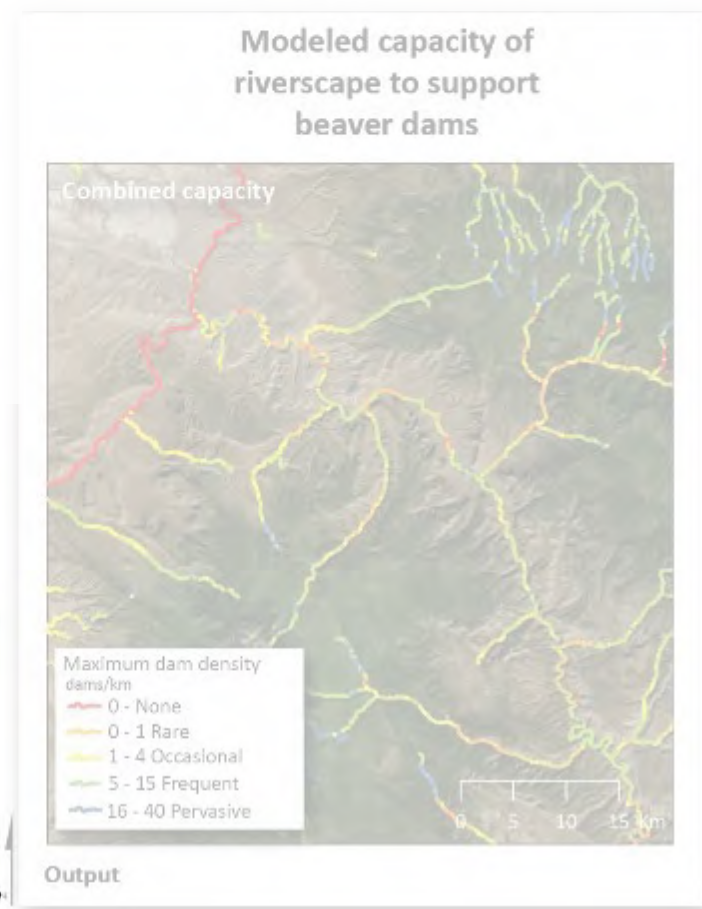 Modeled capacity of
riverscape to support
beaver dams
Combined capacity
Maximum dam density
dams/km
0 - None
0 - 1 Rare
1 - 4 Occasional
5 - 15 Frequent
16 - 40 Pervasive
0 5 10 15 Km
Output